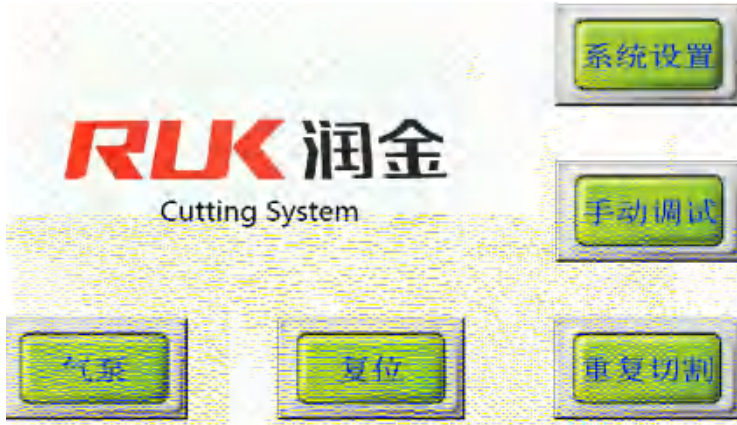 系统设置
RUK 润金
Cutting System
手动调试
气泵
复位
重复切割